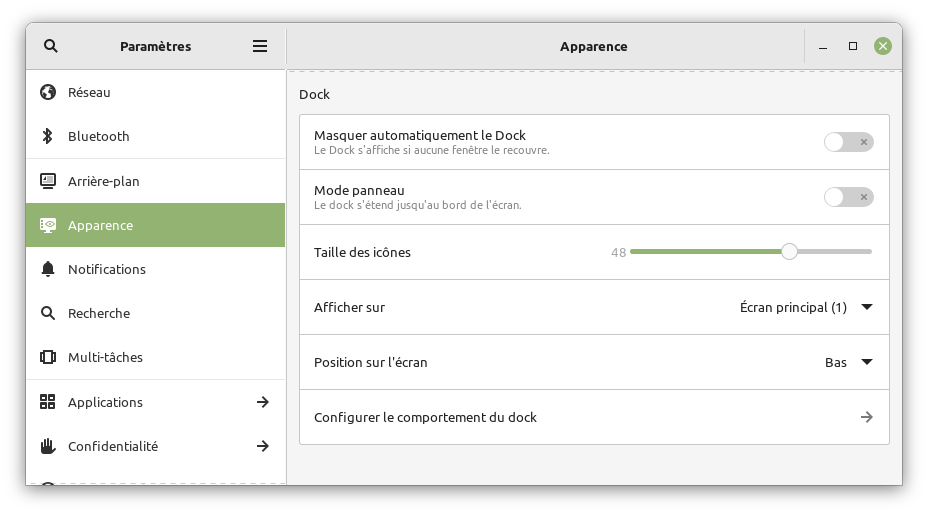 Paramètres
Apparence
Réseau
Bluetooth
Arrière-plan
Apparence
Notifications
Recherche
Multi-tâches
Applications
Confidentialité
Dock
Masquer automatiquement le Dock
Le Dock s'affiche si aucune fenêtre le recouvre.
Mode panneau
Le dock s'étend jusqu'au bord de l'écran.
Taille des icônes 48
Afficher sur Écran principal (1)
Position sur l'écran Bas
Configurer le comportement du dock